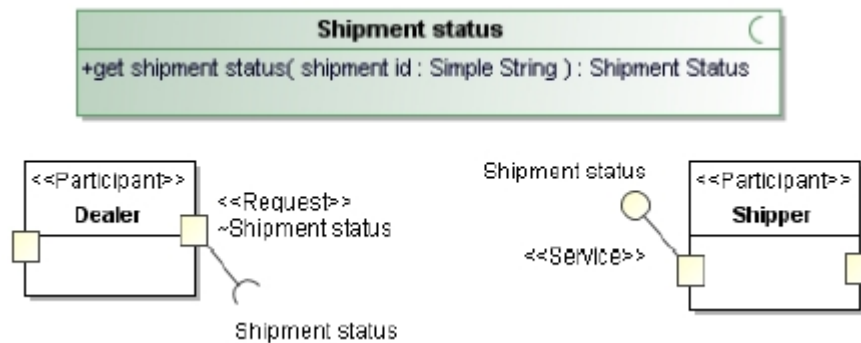 Shipment status
+get shipment status( shipment id : Simple String ) : Shipment Status
<<Participant>>
Dealer
<<Request>>
~Shipment status
Shipment status
Shipment status
<<Service>>
<<Participant>>
Shipper